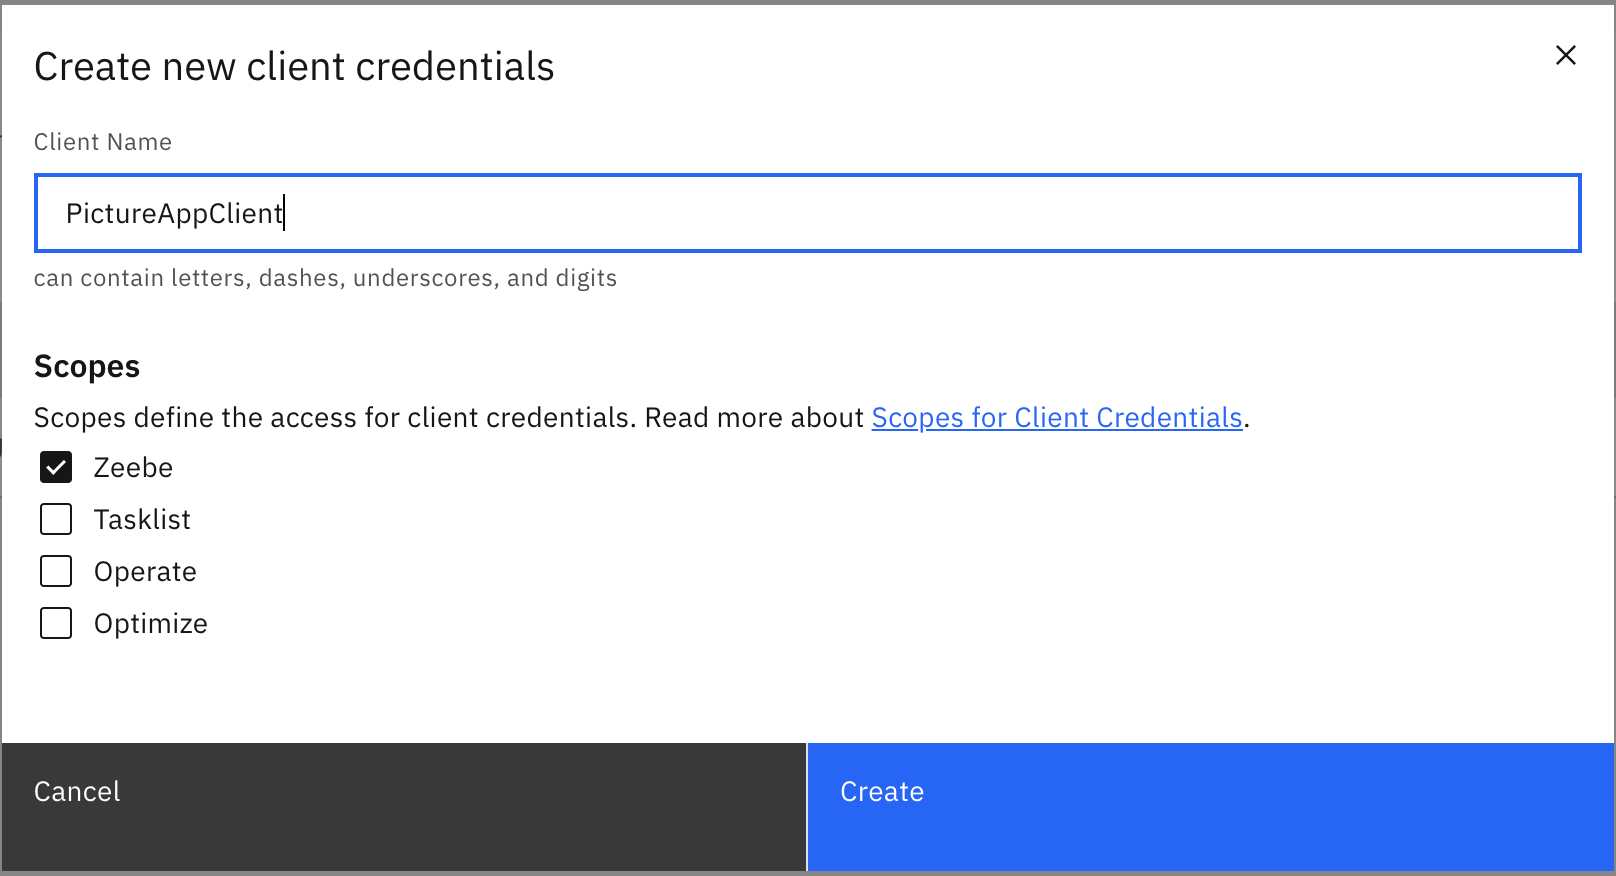 Create new client credentials
Client Name
PictureAppClient
can contain letters, dashes, underscores, and digits
Scopes
Scopes define the access for client credentials. Read more about Scopes for Client Credentials.
Zeebe
Tasklist
Operate
Optimize
Cancel
Create